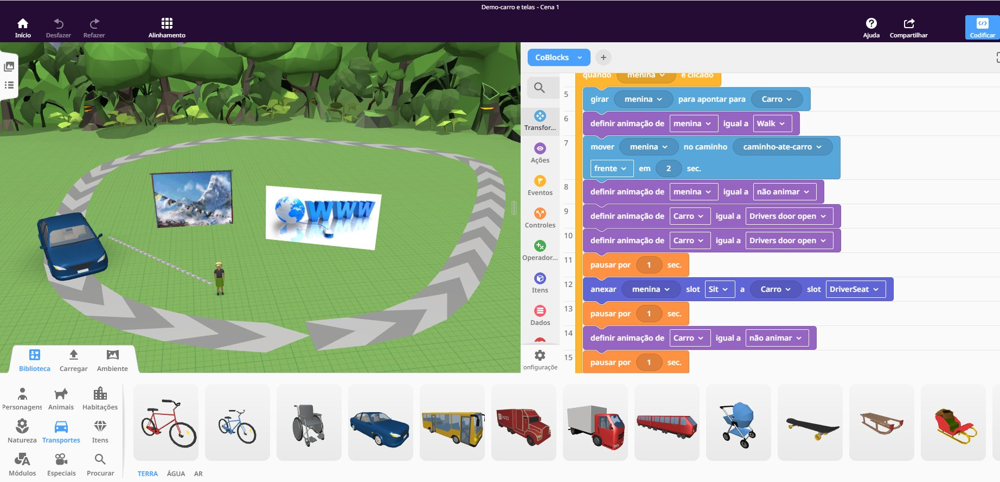 Demo-carro e telas - Cena 1
Início
Desfazer
Refazer
Alinhamento
Ajuda
Compartilhar
Codificar
CoBlocks
quando menina é clicado
5 girar menina para apontar para Carro
6 definir animação de menina igual a Walk
7 mover menina no caminho caminho-ate-carro
frente em 2 sec.
8 definir animação de menina igual a não animar
9 definir animação de Carro igual a Drivers door open
10 definir animação de Carro igual a Drivers door open
11 pausar por 1 sec.
12 anexar menina slot Sit a Carro slot DriverSeat
13 pausar por 1 sec.
14 definir animação de Carro igual a não animar
15 pausar por 1 sec.
Transfor...
Ações
Eventos
Controles
Operador...
Itens
Dados
onfiguraçõe
WWW
Biblioteca
Carregar
Ambiente
Personagens
Animais
Habitações
Natureza
Transportes
Itens
Módulos
Especiais
Procurar
TERRA
ÁGUA
AR